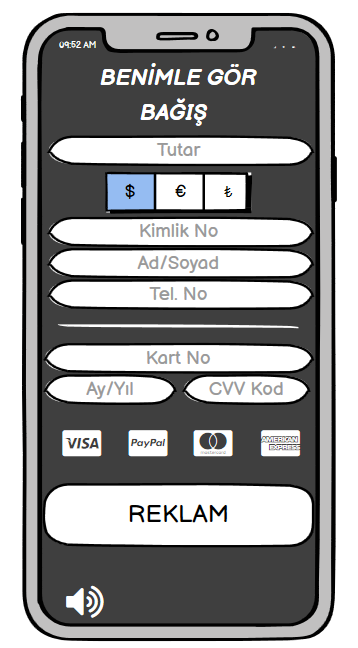 09:52 AM
BENİMLE GÖR
BAĞIŞ
Tutar
$ € ₺
Kimlik No
Ad/Soyad
Tel. No
Kart No
Ay/Yıl CVV Kod
VISA PayPal mastercard AMERICAN EXPRESS
REKLAM